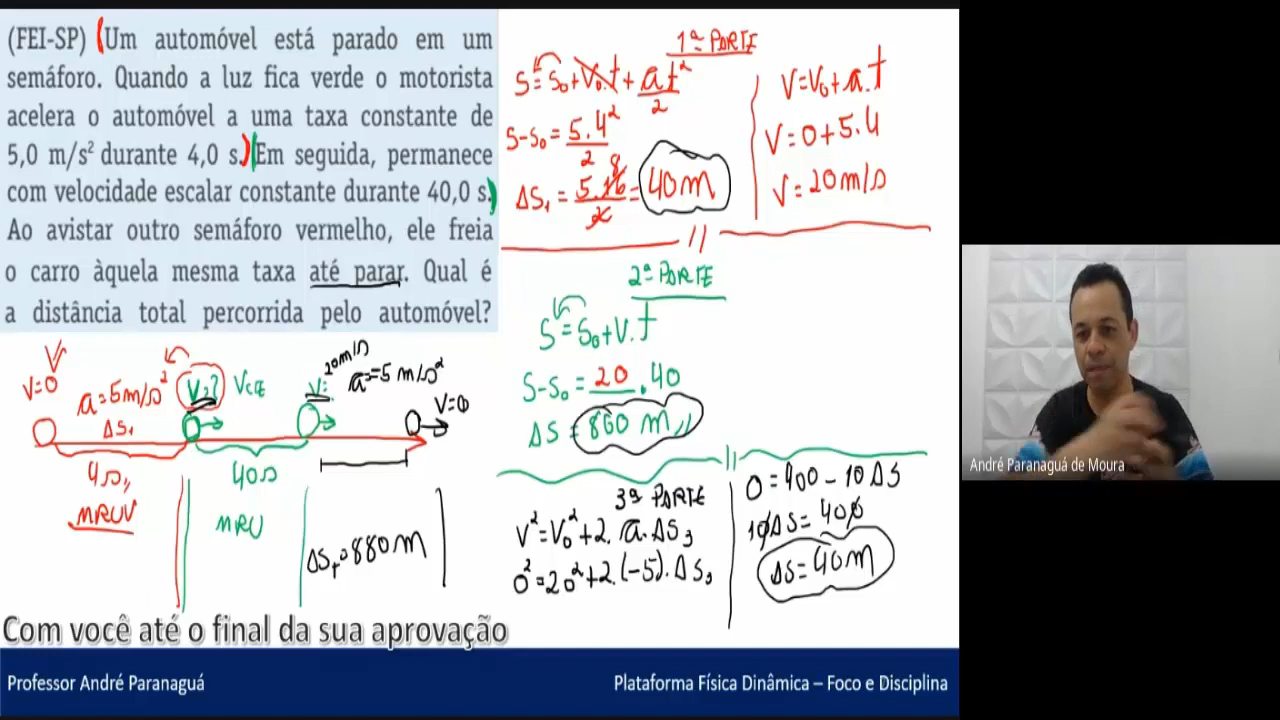 (FEI-SP) (Um automóvel está parado em um
semáforo. Quando a luz fica verde o motorista
acelera o automóvel a uma taxa constante de
5,0 m/s² durante 4,0 s.) (Em seguida, permanece
com velocidade escalar constante durante 40,0 s.)
Ao avistar outro semáforo vermelho, ele freia
o carro àquela mesma taxa até parar. Qual é
a distância total percorrida pelo automóvel?
1ª PARTE
S = S₀ + V₀.t + at²/2
S-S₀ = 5.4²/2
ΔS₁ = 5.16/2 = 40m
8
V = V₀ + a.t
V = 0 + 5.4
V = 20m/s
2ª PARTE
S = S₀ + V.t
S-S₀ = 20.40
ΔS = 800 m
3ª PARTE
V² = V₀² + 2.a.ΔS₃
0² = 20² + 2.(-5).ΔS₃
0 = 400 - 10ΔS
10ΔS = 400
ΔS = 40m
V=0
a=5m/s²
V=?
VCTE
V=20m/s
a=-5m/s²
V=0
ΔS₁
4s,
40s
MRUV
MRU
ΔST=880m
Com você até o final da sua aprovação
Professor André Paranaguá
Plataforma Física Dinâmica – Foco e Disciplina
André Paranaguá de Moura